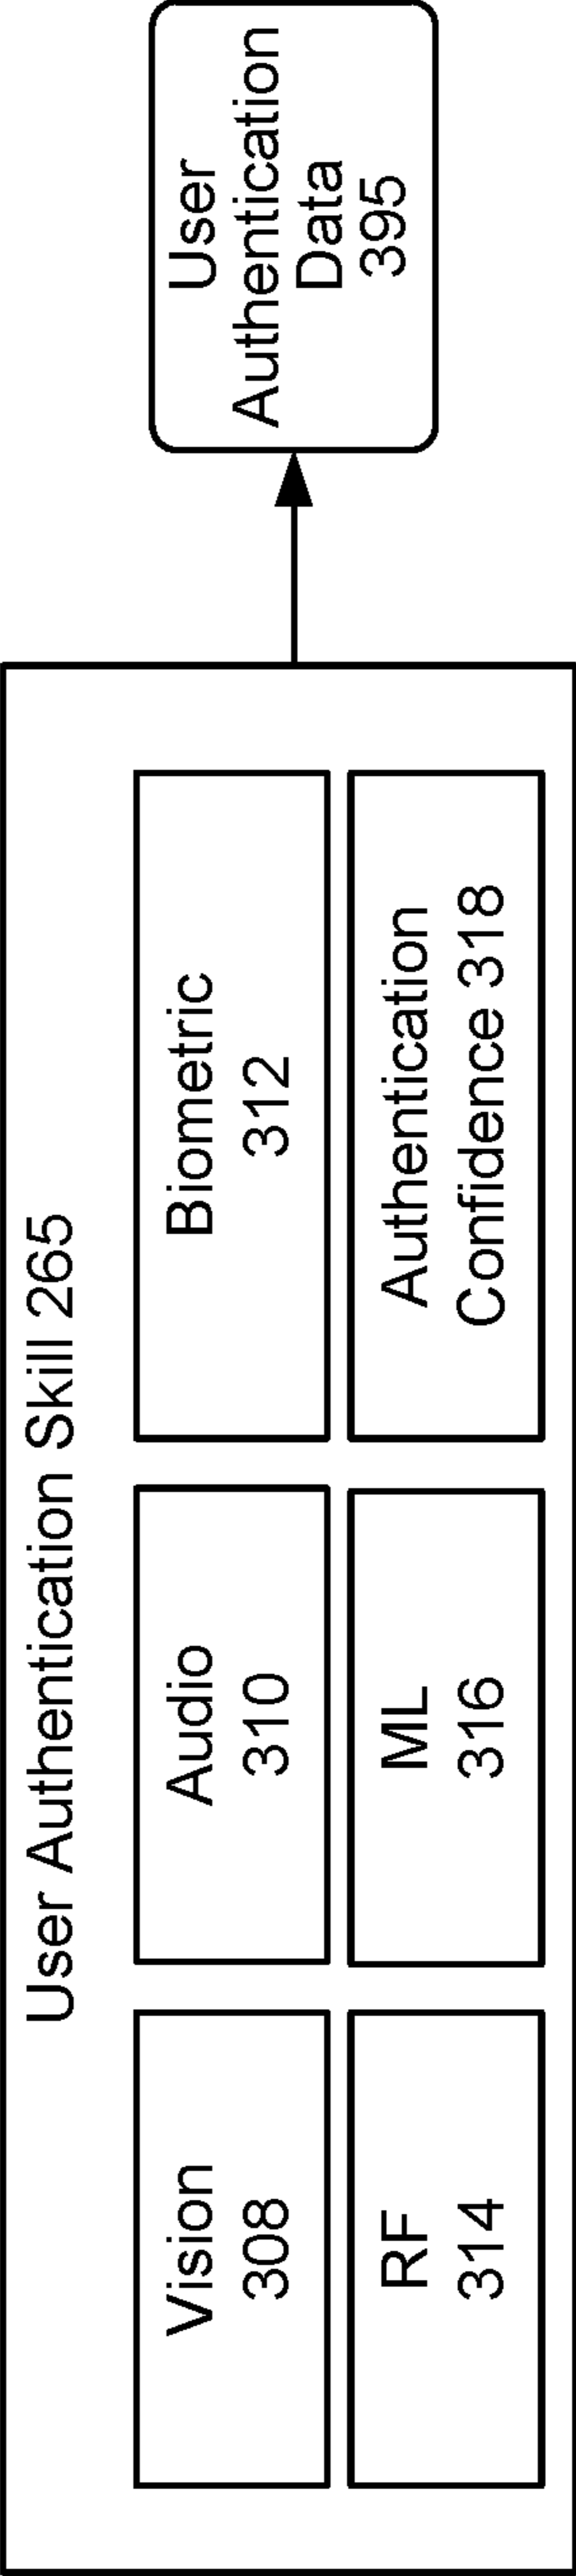 User Authentication Skill 265
Vision
308
Audio
310
Biometric
312
RF
314
ML
316
Authentication
Confidence 318
User
Authentication
Data
395